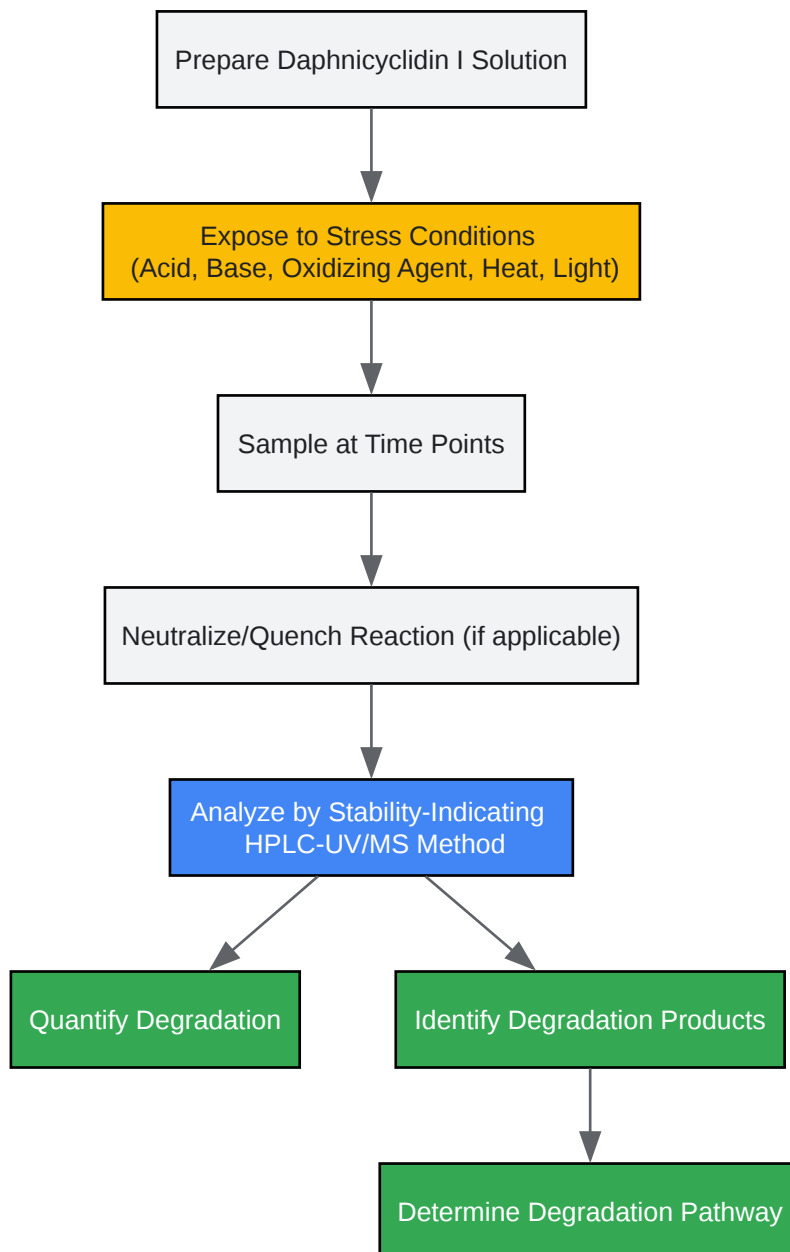 Prepare Daphnicyclidin I Solution
Expose to Stress Conditions
(Acid, Base, Oxidizing Agent, Heat, Light)
Sample at Time Points
Neutralize/Quench Reaction (if applicable)
Analyze by Stability-Indicating
HPLC-UV/MS Method
Quantify Degradation
Identify Degradation Products
Determine Degradation Pathway